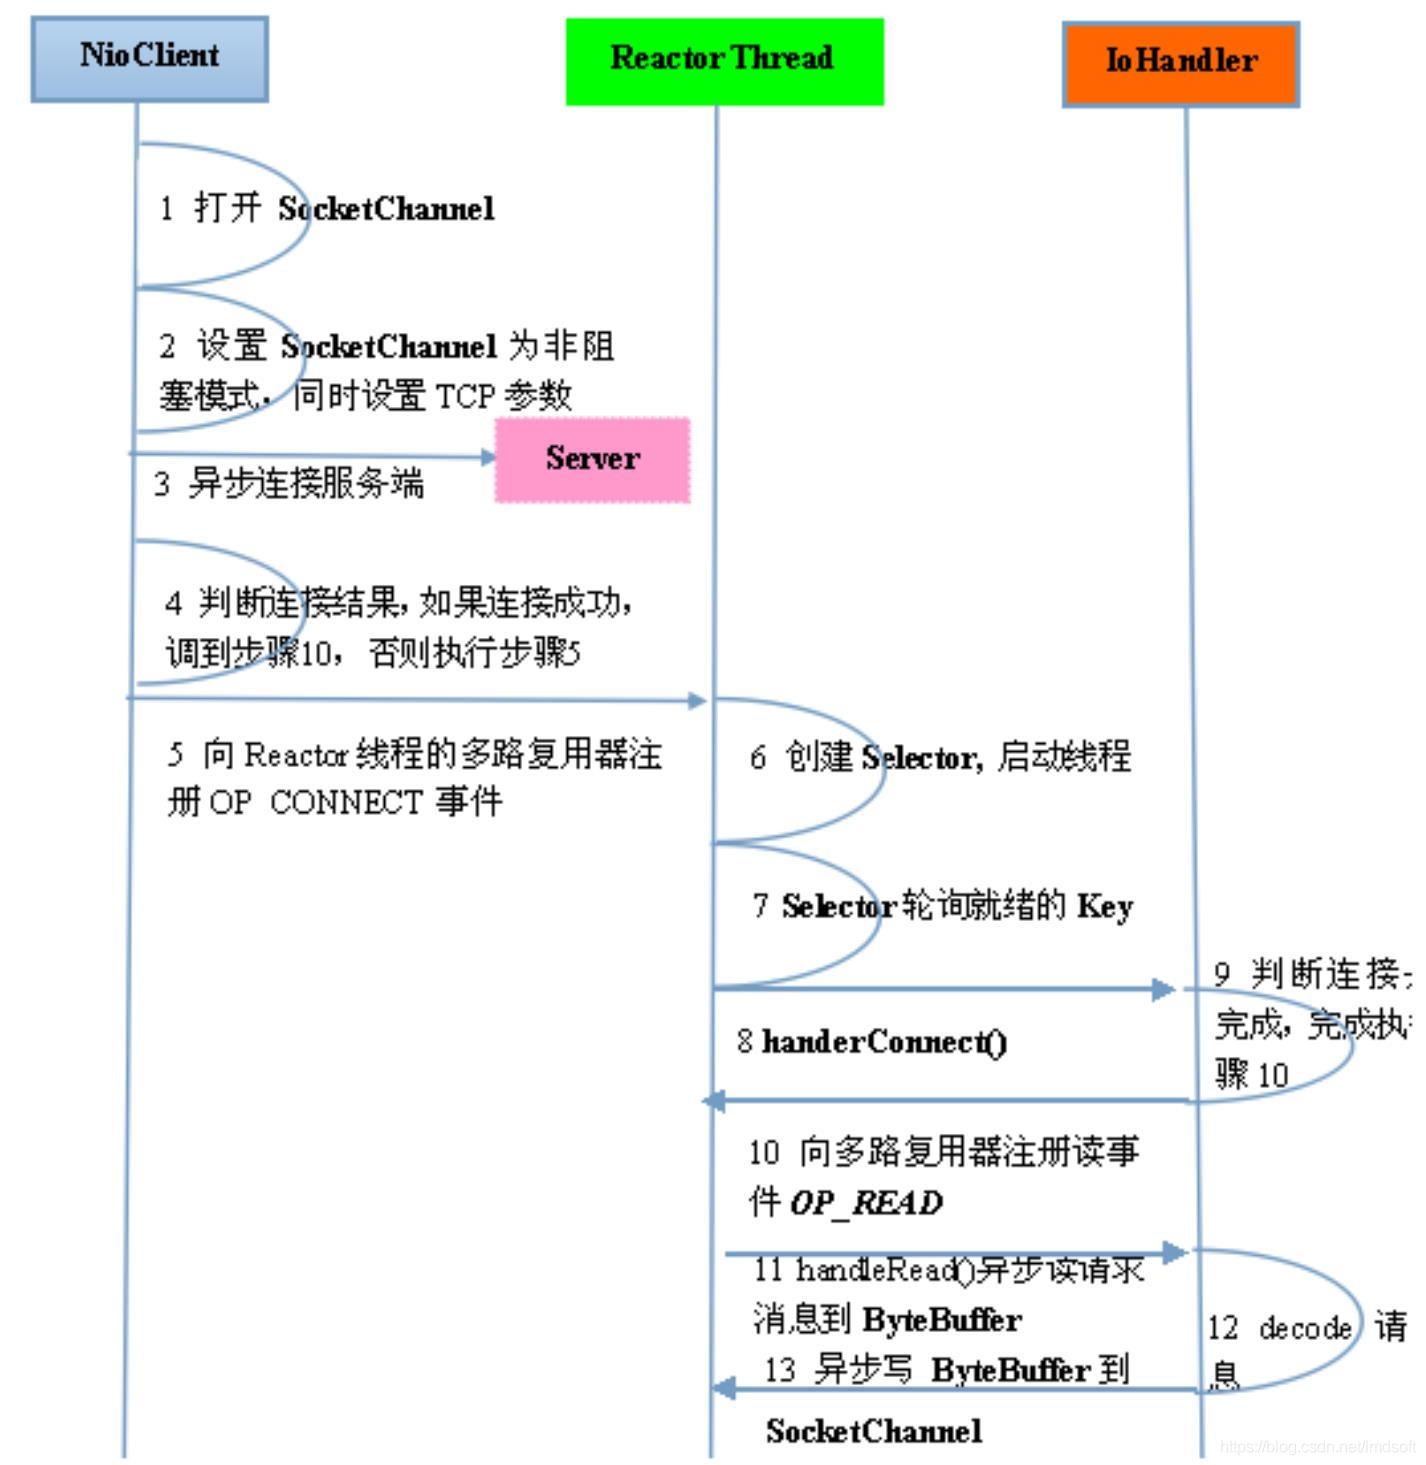 NioClient
Reactor Thread
IoHandler
1 打开 SocketChannel
2 设置 SocketChannel 为非阻
塞模式，同时设置 TCP 参数
Server
3 异步连接服务端
4 判断连接结果，如果连接成功，
调到步骤10，否则执行步骤5
5 向 Reactor 线程的多路复用器注
册 OP CONNECT 事件
6 创建 Selector, 启动线程
7 Selector 轮询就绪的 Key
8 handerConnect()
9 判断连接
完成，完成执
骤 10
10 向多路复用器注册读事
件 OP_READ
11 handleRead()异步读请求
消息到 ByteBuffer
12 decode 请
息
13 异步写 ByteBuffer 到
SocketChannel
https://blog.csdn.net/lmdsoft